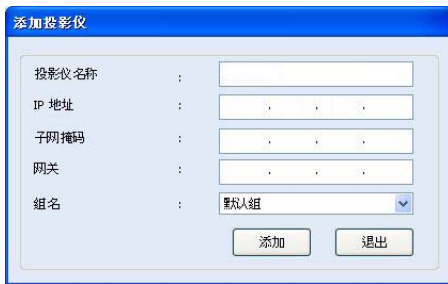 添加投影仪
投影仪名称 :
IP 地址 : . . .
子网掩码 : . . .
网关 : . . .
组名 : 默认组
添加 退出